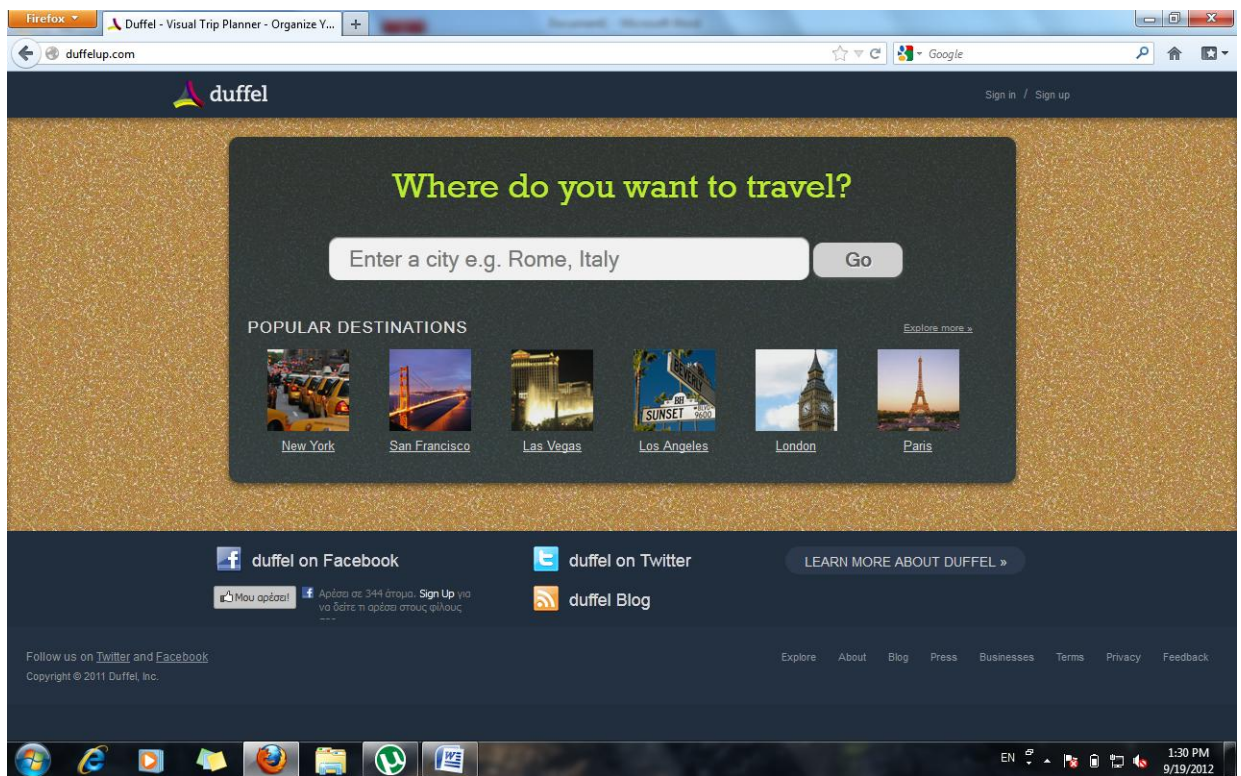 Firefox
Duffel - Visual Trip Planner - Organize Y...
duffelup.com
Google
duffel
Sign in / Sign up
Where do you want to travel?
Enter a city e.g. Rome, Italy
Go
POPULAR DESTINATIONS
Explore more »
BEVERLY
BH
SUNSET
9600
New York
San Francisco
Las Vegas
Los Angeles
London
Paris
duffel on Facebook
duffel on Twitter
LEARN MORE ABOUT DUFFEL »
Μου αρέσει!
Αρέσει σε 344 άτομα. Sign Up για
να δείτε τι αρέσει στους φίλους
duffel Blog
Follow us on Twitter and Facebook
Explore About Blog Press Businesses Terms Privacy Feedback
Copyright © 2011 Duffel, Inc.
EN
1:30 PM
9/19/2012